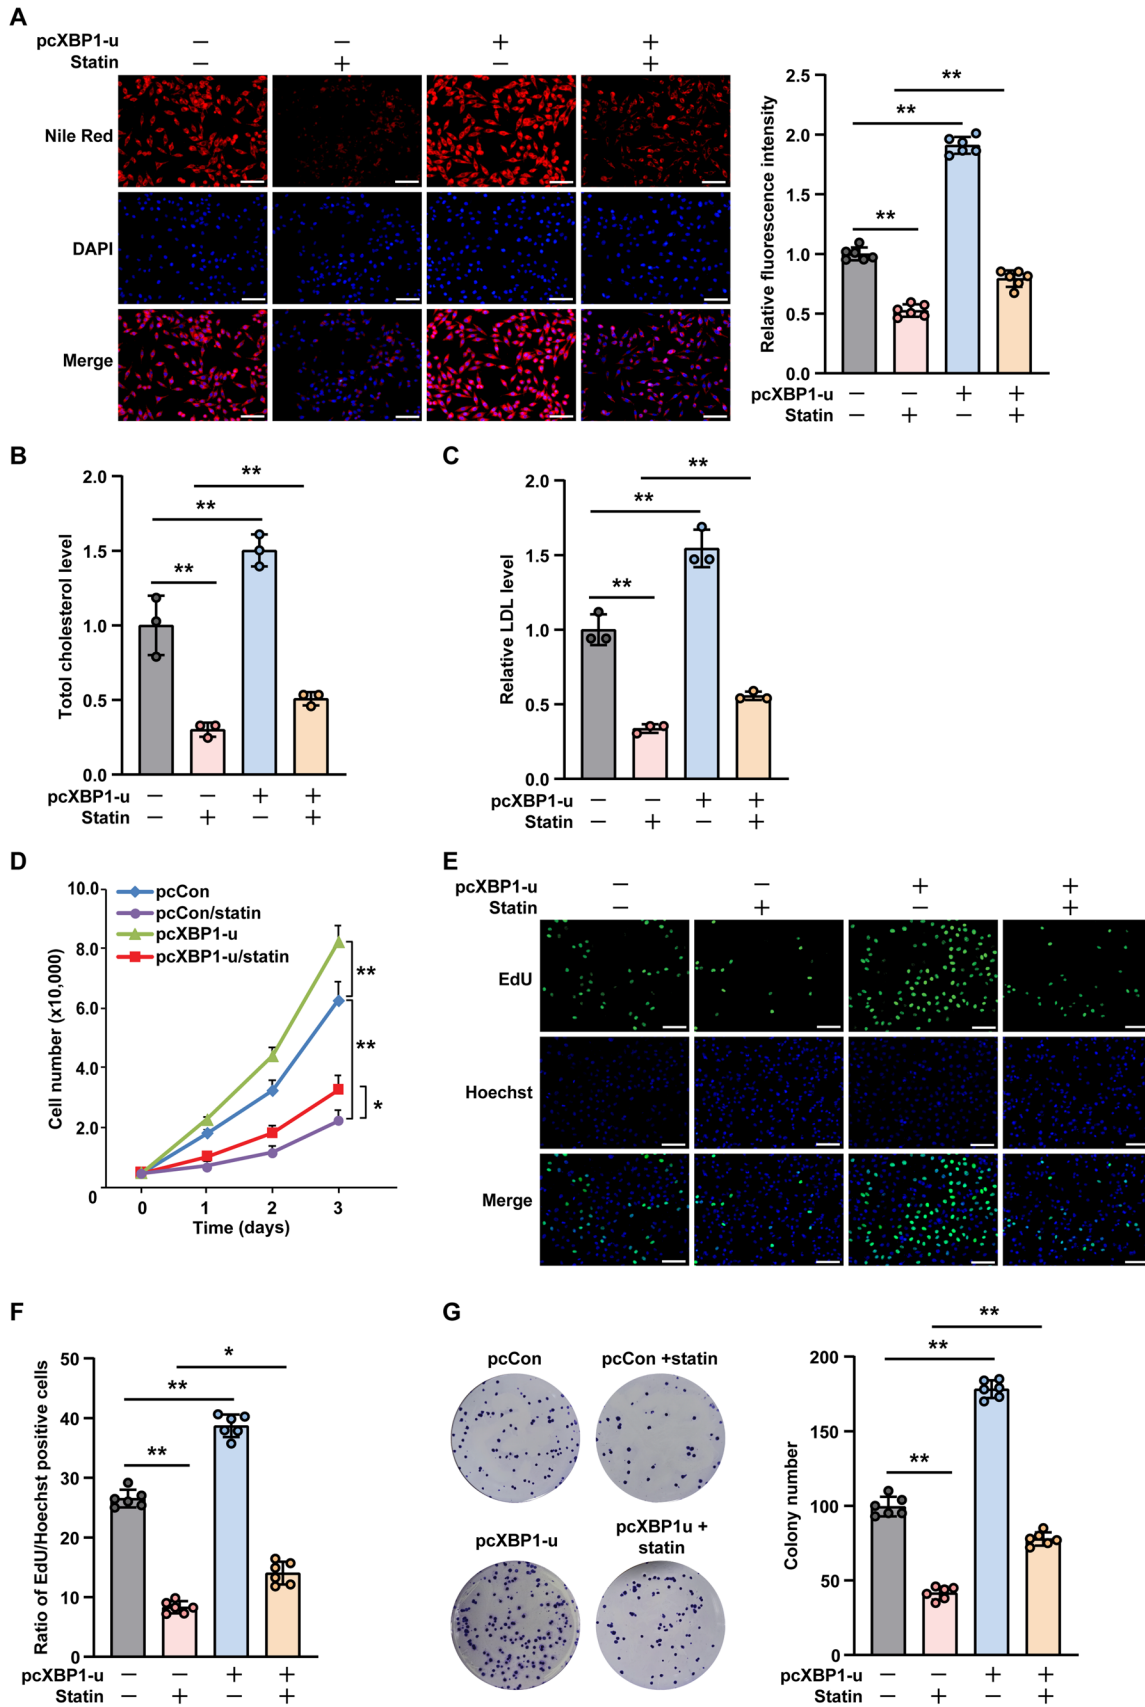 A
pcXBP1-u − − + +
Statin − + − +
Nile Red
DAPI
Merge
Relative fluorescence intensity
2.5
2.0
1.5
1.0
0.5
0.0
** ** ** **
pcXBP1-u − − + +
Statin − + − +
B
Totol cholesterol level
2.0
1.5
1.0
0.5
0.0
** ** **
pcXBP1-u − − + +
Statin − + − +
C
Relative LDL level
2.0
1.5
1.0
0.5
0.0
** ** **
pcXBP1-u − − + +
Statin − + − +
D
Cell number (x10,000)
10.0
8.0
6.0
4.0
2.0
0
pcCon
pcCon/statin
pcXBP1-u
pcXBP1-u/statin
**
**
*
0 1 2 3
Time (days)
E
pcXBP1-u − − + +
Statin − + − +
EdU
Hoechst
Merge
F
Ratio of EdU/Hoechst positive cells
50
40
30
20
10
0
** ** *
pcXBP1-u − − + +
Statin − + − +
G
pcCon
pcCon +statin
pcXBP1-u
pcXBP1u +
statin
Colony number
200
150
100
50
0
** ** **
pcXBP1-u − − + +
Statin − + − +